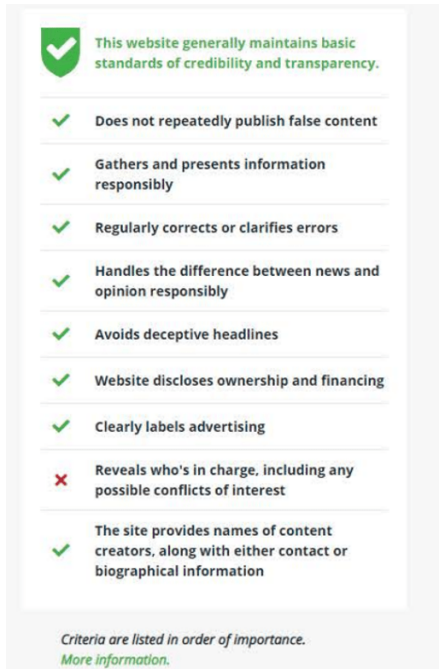 This website generally maintains basic
standards of credibility and transparency.
Does not repeatedly publish false content
Gathers and presents information
responsibly
Regularly corrects or clarifies errors
Handles the difference between news and
opinion responsibly
Avoids deceptive headlines
Website discloses ownership and financing
Clearly labels advertising
Reveals who's in charge, including any
possible conflicts of interest
The site provides names of content
creators, along with either contact or
biographical information
Criteria are listed in order of importance.
More information.